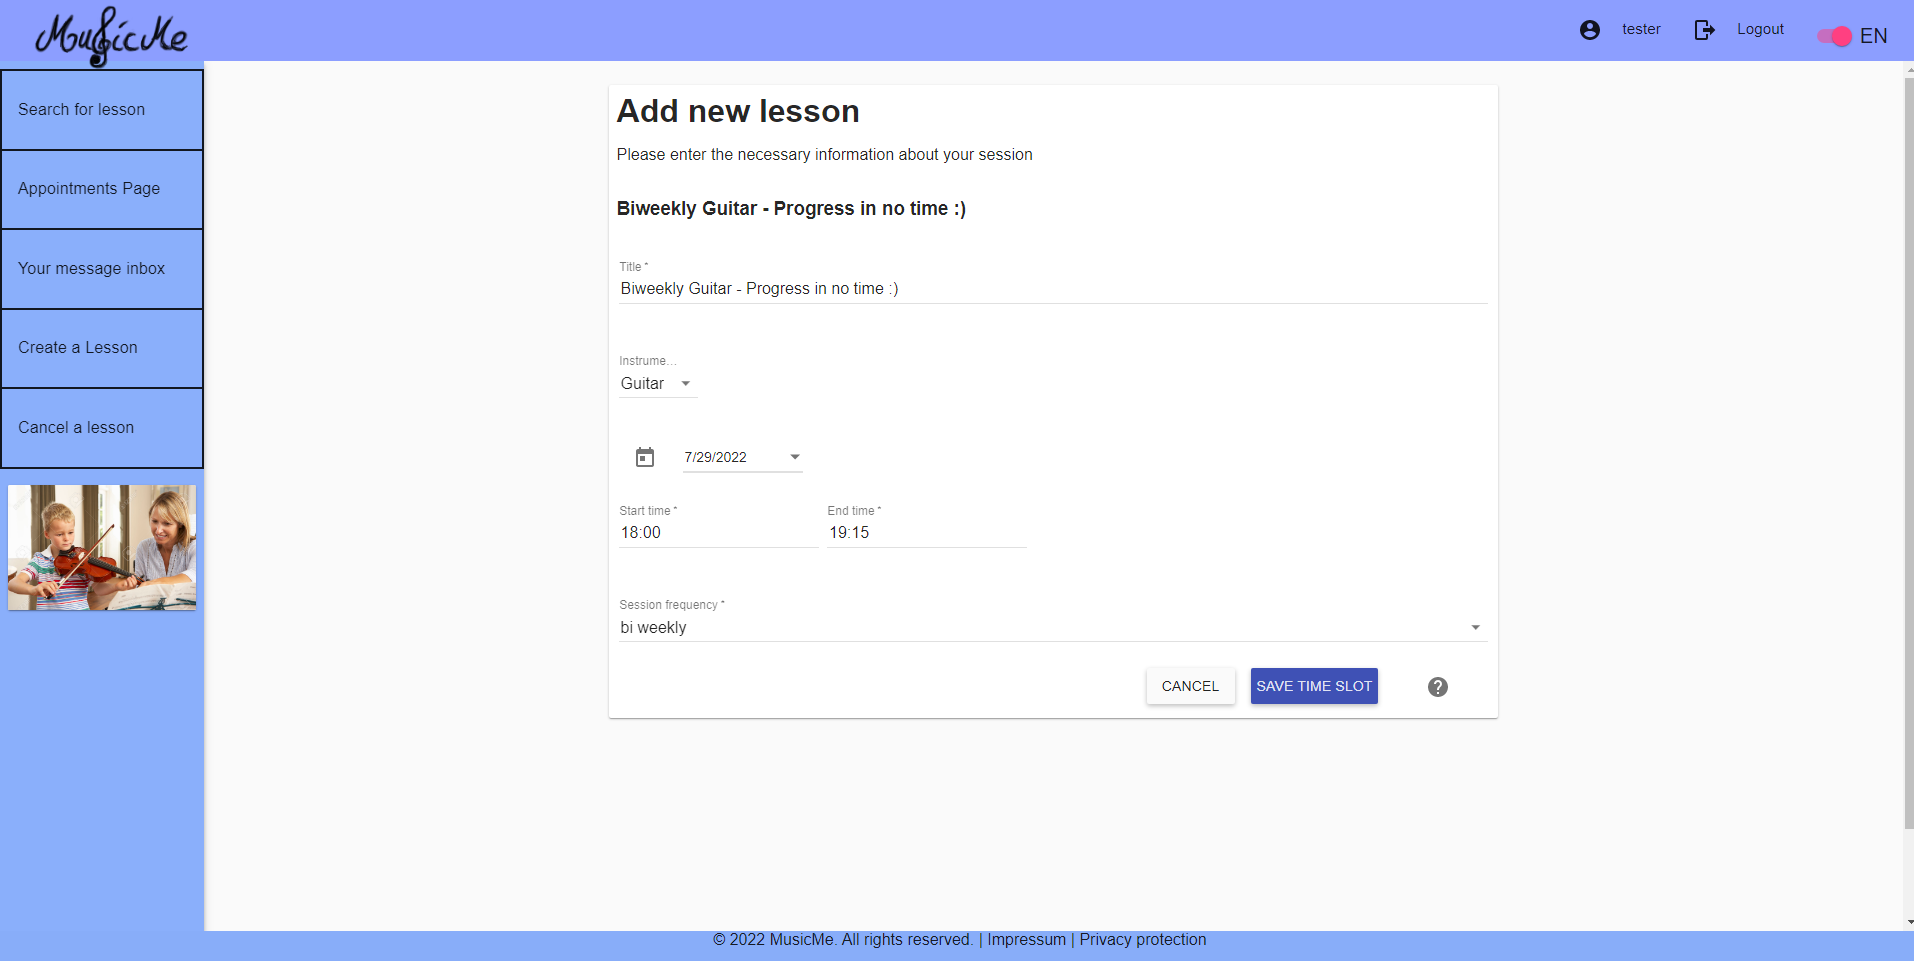 MusicMe
tester
Logout
EN
Search for lesson
Appointments Page
Your message inbox
Create a Lesson
Cancel a lesson
Add new lesson
Please enter the necessary information about your session
Biweekly Guitar - Progress in no time :)
Title *
Biweekly Guitar - Progress in no time :)
Instrume...
Guitar
7/29/2022
Start time * End time *
18:00 19:15
Session frequency *
bi weekly
CANCEL SAVE TIME SLOT
© 2022 MusicMe. All rights reserved. | Impressum | Privacy protection